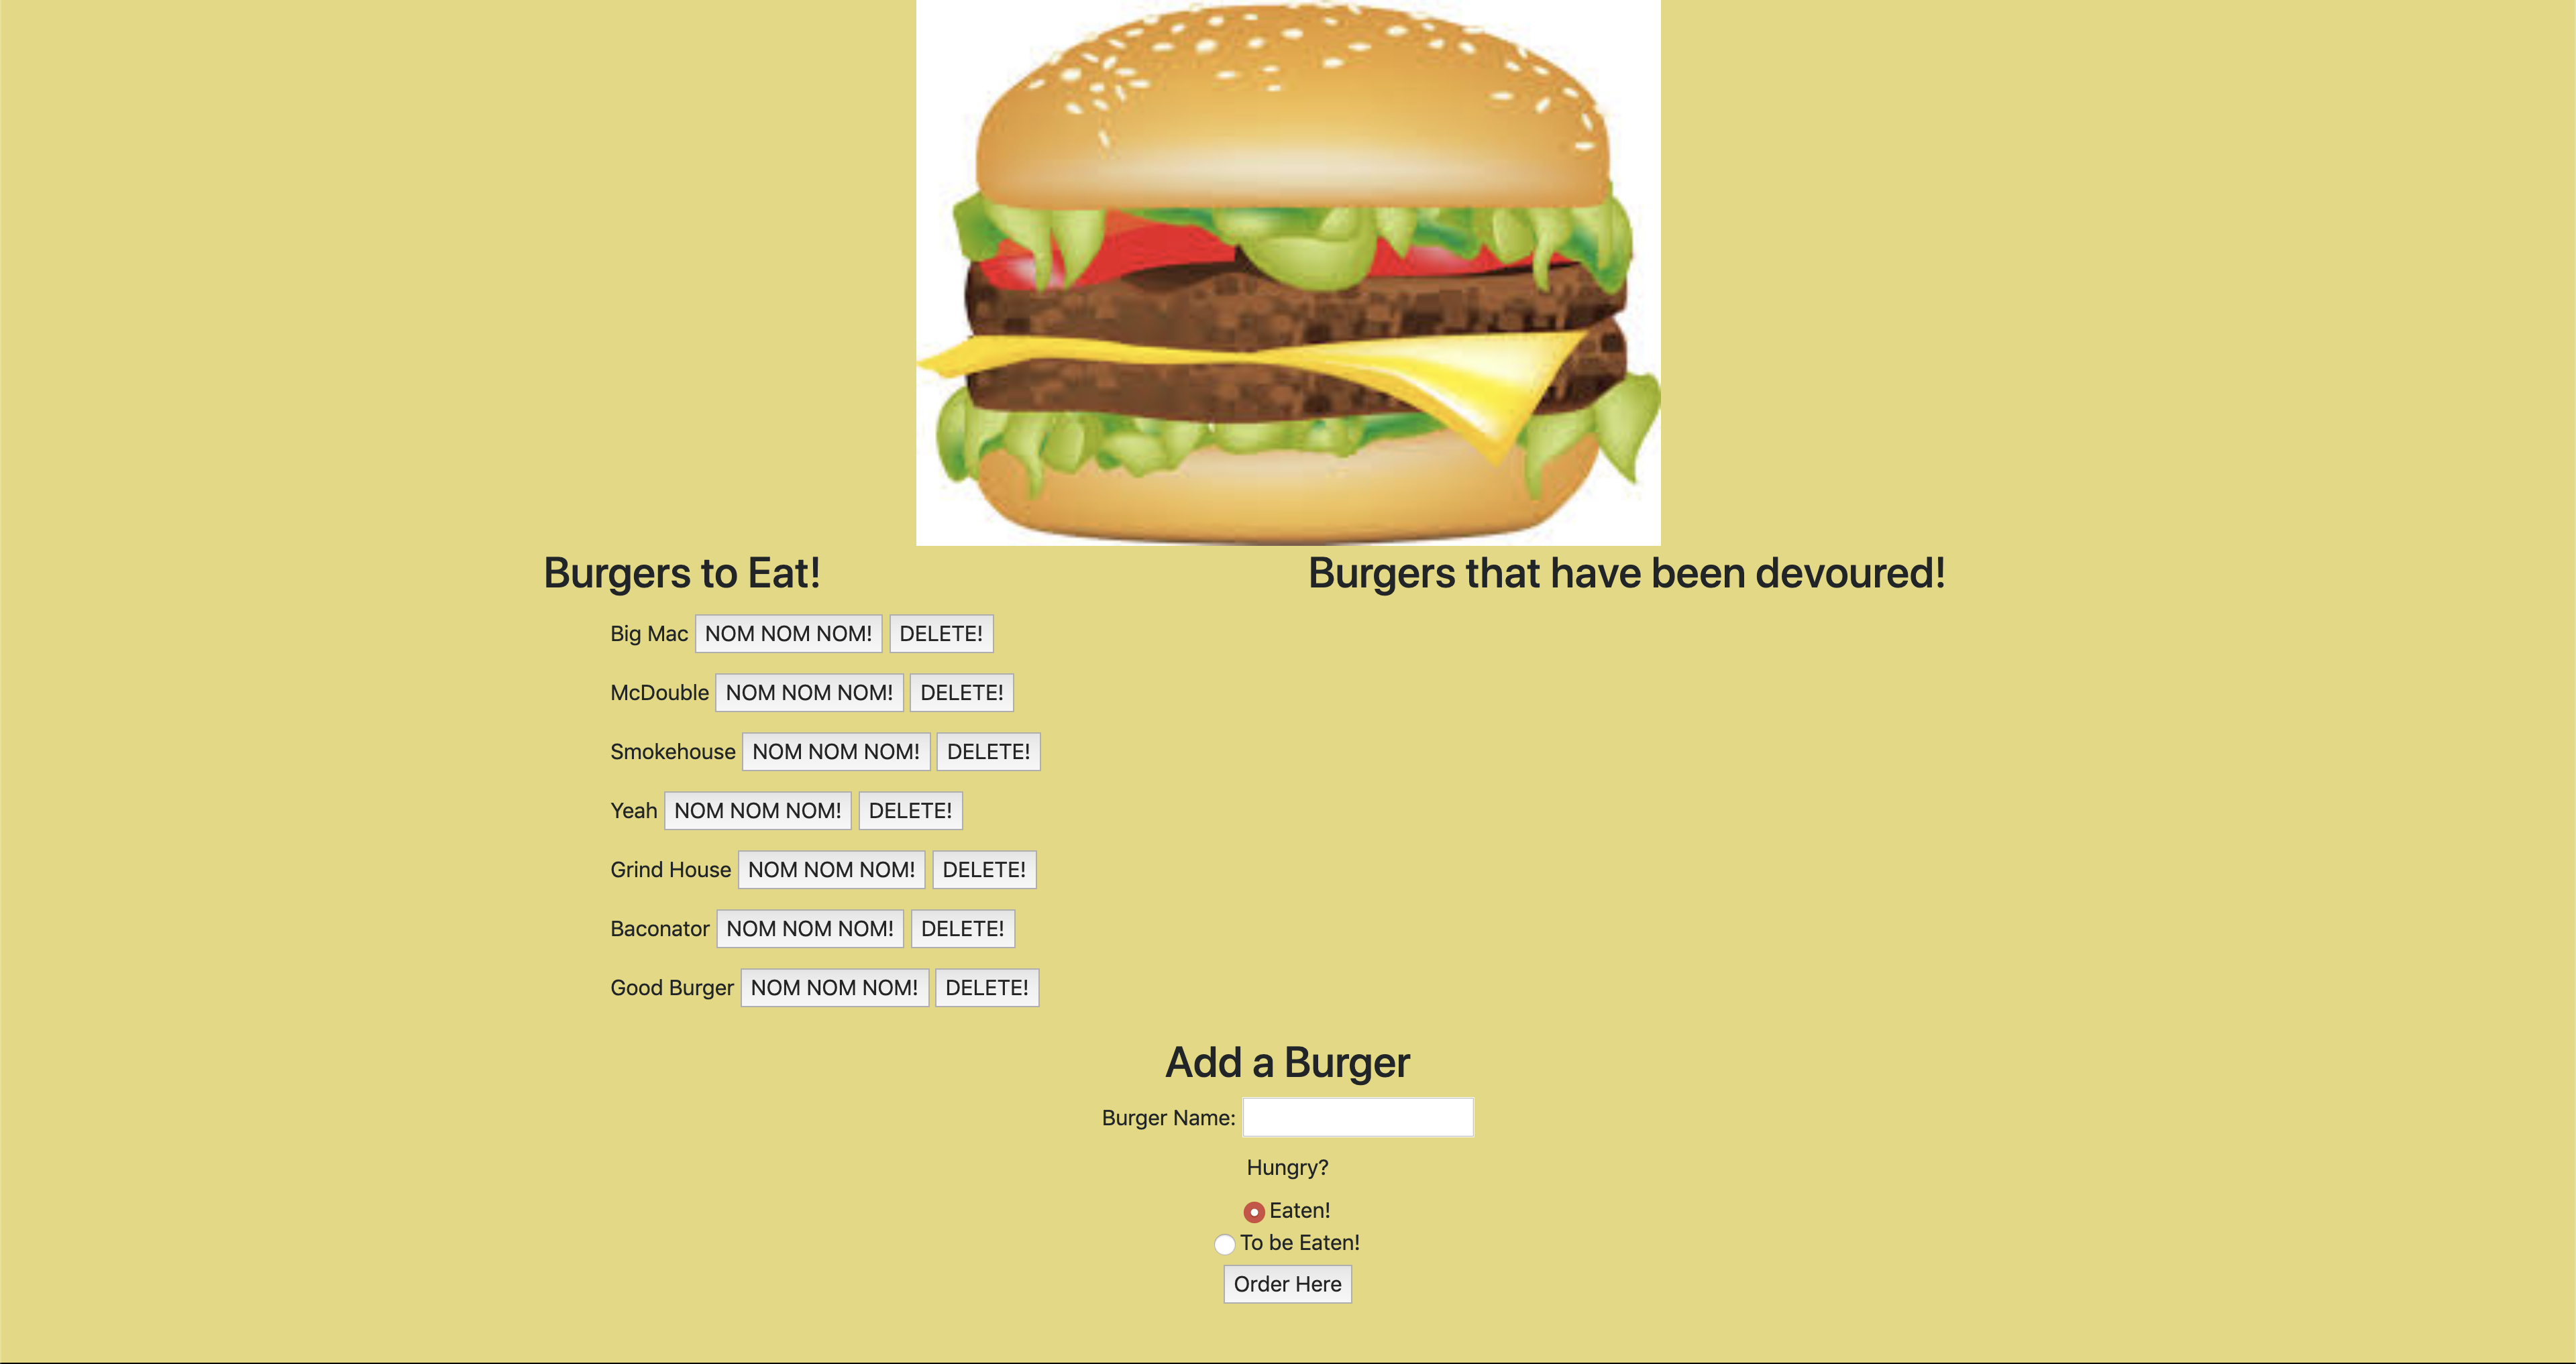 Burgers to Eat!
Big Mac NOM NOM NOM! DELETE!
McDouble NOM NOM NOM! DELETE!
Smokehouse NOM NOM NOM! DELETE!
Yeah NOM NOM NOM! DELETE!
Grind House NOM NOM NOM! DELETE!
Baconator NOM NOM NOM! DELETE!
Good Burger NOM NOM NOM! DELETE!
Burgers that have been devoured!
Add a Burger
Burger Name:
Hungry?
Eaten!
To be Eaten!
Order Here